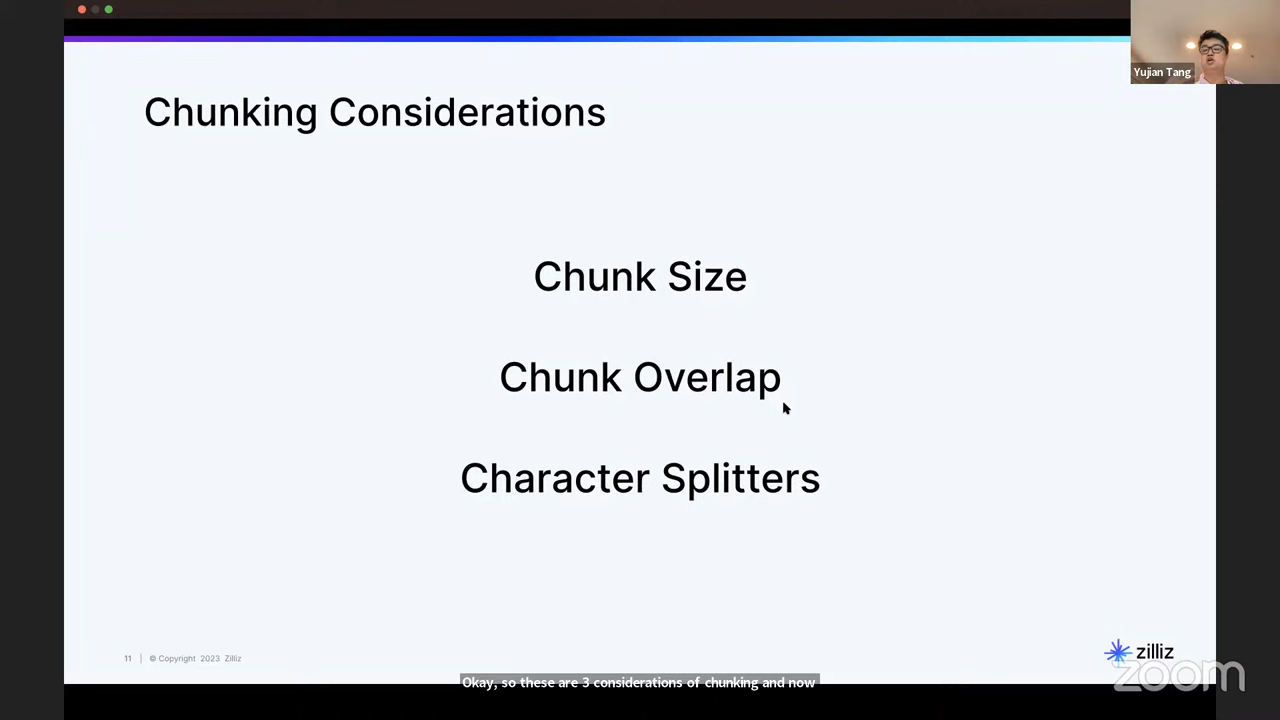 Yujian Tang
Chunking Considerations
Chunk Size
Chunk Overlap
Character Splitters
11 | © Copyright 2023 Zilliz
zilliz
zoom
Okay, so these are 3 considerations of chunking and now